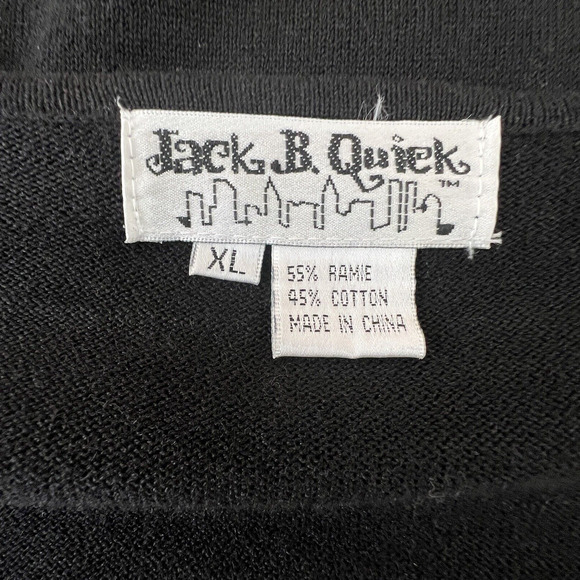 Jack B. Quick
TM
XL
55% RAMIE
45% COTTON
MADE IN CHINA